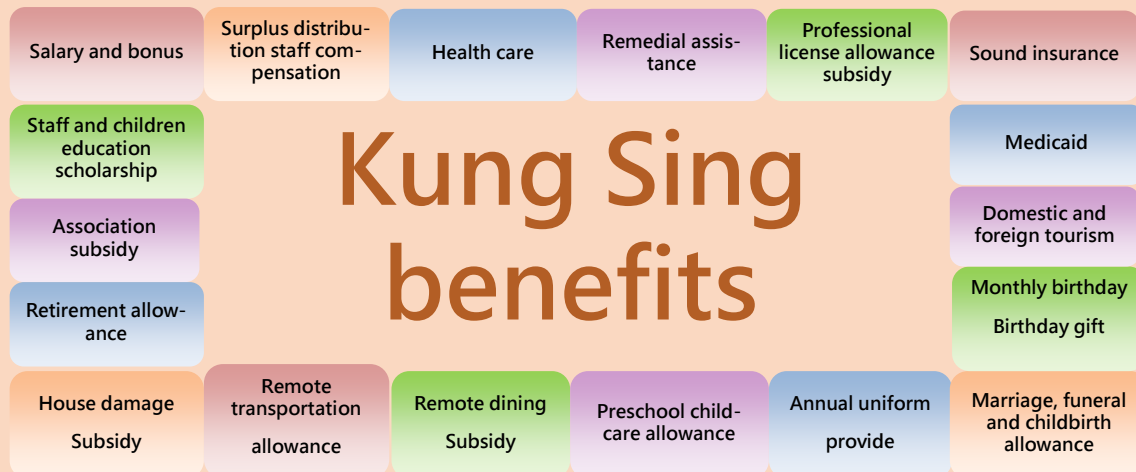 Salary and bonus
Surplus distribu-
tion staff com-
pensation
Health care
Remedial assis-
tance
Professional
license allowance
subsidy
Sound insurance
Staff and children
education
scholarship
Kung Sing
benefits
Medicaid
Association
subsidy
Domestic and
foreign tourism
Retirement allow-
ance
Monthly birthday
Birthday gift
House damage
Subsidy
Remote
transportation
allowance
Remote dining
Subsidy
Preschool child-
care allowance
Annual uniform
provide
Marriage, funeral
and childbirth
allowance